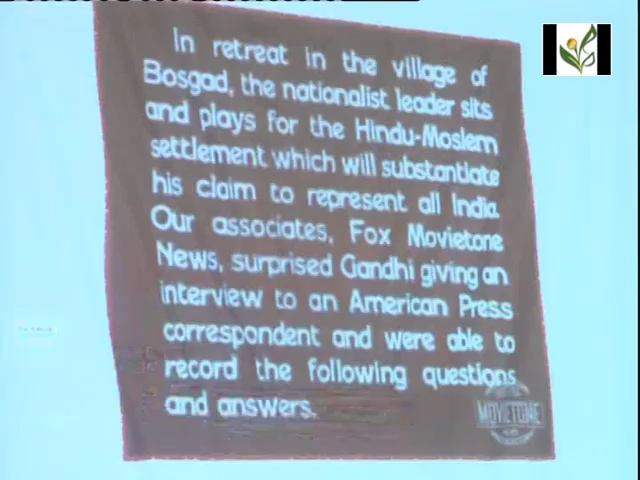 In retreat in the village of
Bosgad, the nationalist leader sits
and plays for the Hindu-Moslem
settlement which will substantiate
his claim to represent all India.
Our associates, Fox Movietone
News, surprised Gandhi giving an
interview to an American Press
correspondent and were able to
record the following questions
and answers.
MOVIETONE